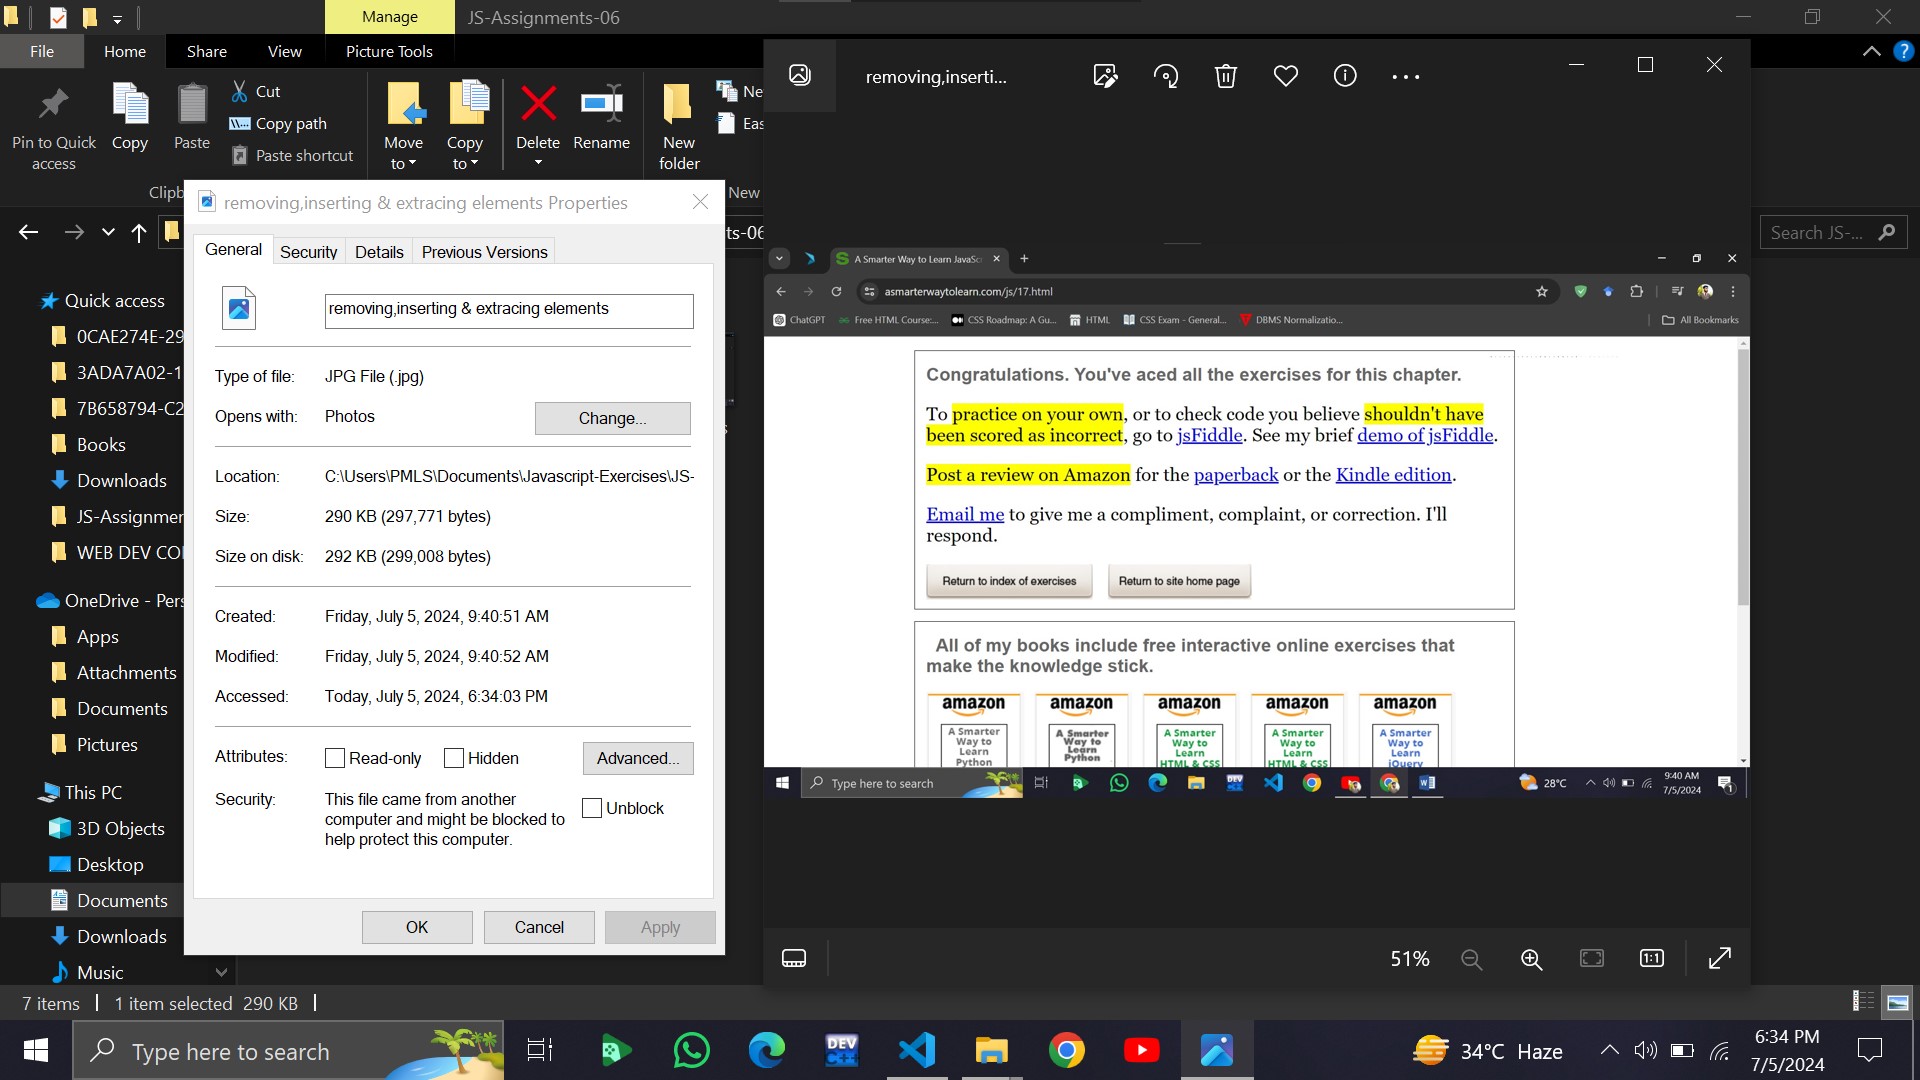 Manage
JS-Assignments-06
File
Home
Share
View
Picture Tools
Pin to Quick
access
Copy
Paste
Cut
Copy path
Paste shortcut
Move
to
Copy
to
Delete
Rename
New
folder
Ne
Eas
Clipb
New
ts-06
Search JS-...
Quick access
0CAE274E-29
3ADA7A02-1
7B658794-C2
Books
Downloads
JS-Assignmer
WEB DEV CO
OneDrive - Pers
Apps
Attachments
Documents
Pictures
This PC
3D Objects
Desktop
Documents
Downloads
Music
7 items
1 item selected 290 KB
removing,inserting & extracing elements Properties
General
Security
Details
Previous Versions
removing,inserting & extracing elements
Type of file: JPG File (.jpg)
Opens with: Photos
Change...
Location: C:\Users\PMLS\Documents\Javascript-Exercises\JS-
Size: 290 KB (297,771 bytes)
Size on disk: 292 KB (299,008 bytes)
Created: Friday, July 5, 2024, 9:40:51 AM
Modified: Friday, July 5, 2024, 9:40:52 AM
Accessed: Today, July 5, 2024, 6:34:03 PM
Attributes: Read-only Hidden Advanced...
Security: This file came from another
computer and might be blocked to
help protect this computer.
Unblock
OK
Cancel
Apply
removing,inserti...
A Smarter Way to Learn JavaScr
asmarterwaytolearn.com/js/17.html
ChatGPT
Free HTML Course:...
CSS Roadmap: A Gu...
HTML
CSS Exam - General...
DBMS Normalizatio...
All Bookmarks
Congratulations. You've aced all the exercises for this chapter.
To practice on your own, or to check code you believe shouldn't have
been scored as incorrect, go to jsFiddle. See my brief demo of jsFiddle.
Post a review on Amazon for the paperback or the Kindle edition.
Email me to give me a compliment, complaint, or correction. I'll
respond.
Return to index of exercises
Return to site home page
All of my books include free interactive online exercises that
make the knowledge stick.
amazon
A Smarter
Way to
Learn
Python
amazon
A Smarter
Way to
Learn
Python
amazon
A Smarter
Way to
Learn
HTML & CSS
amazon
A Smarter
Way to
Learn
HTML & CSS
amazon
A Smarter
Way to
Learn
jQuery
Type here to search
DEV
28°C
9:40 AM
7/5/2024
1
51%
1:1
Type here to search
DEV
C++
34°C Haze
6:34 PM
7/5/2024